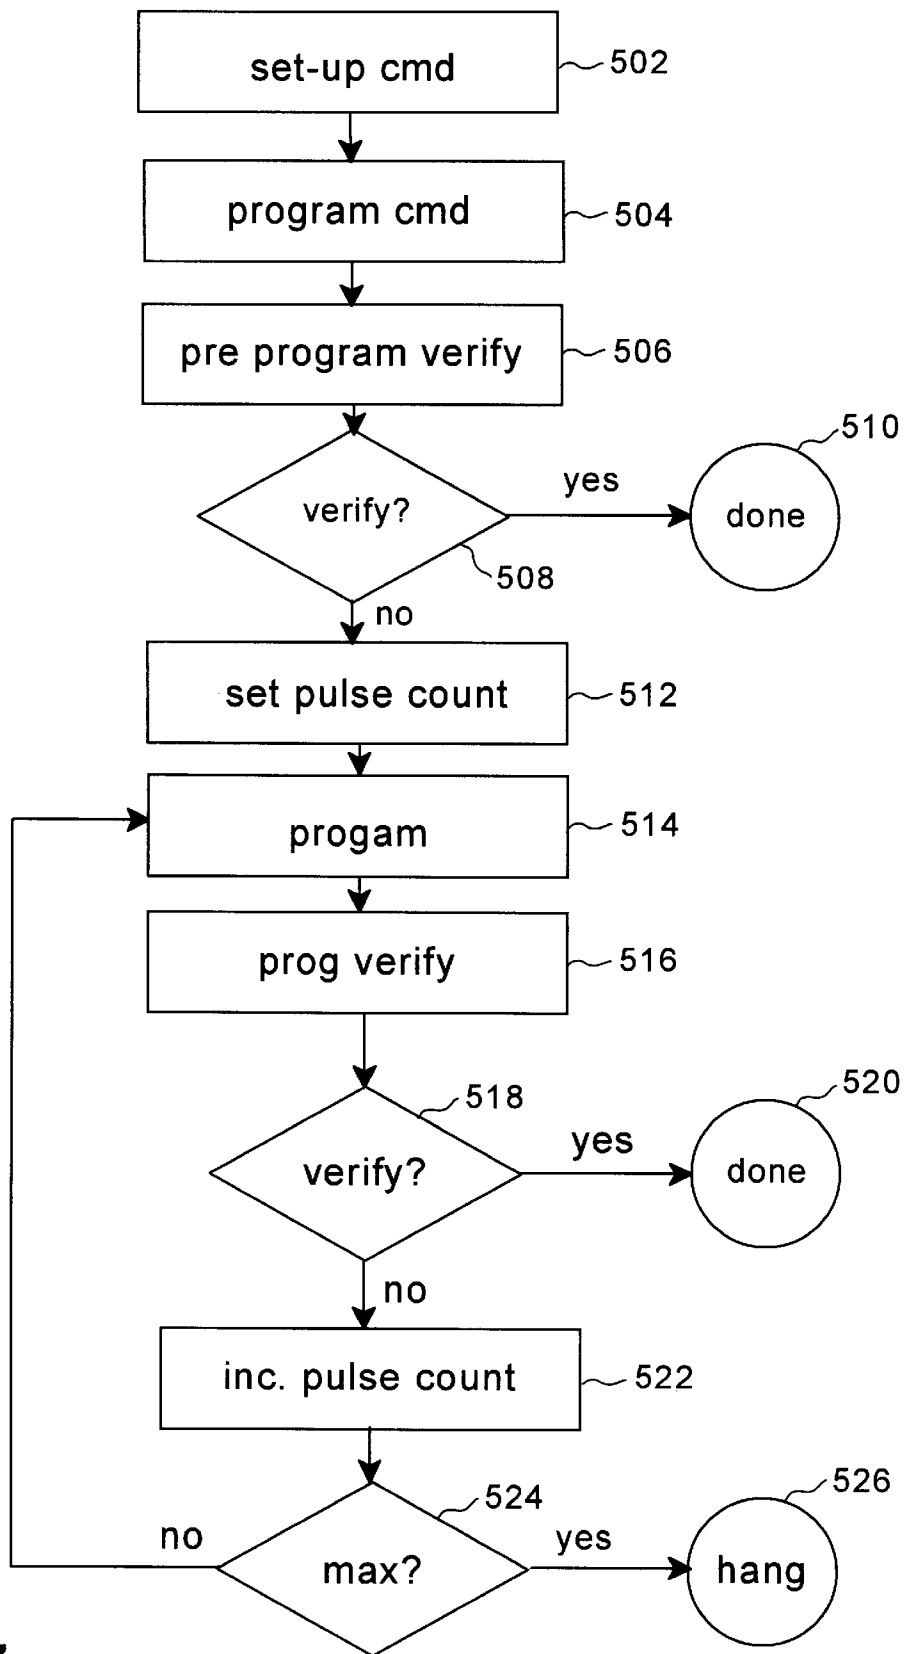 set-up cmd
502
program cmd
504
pre program verify
506
510
verify?
yes
done
508
no
set pulse count
512
progam
514
prog verify
516
518
520
verify?
yes
done
no
inc. pulse count
522
524
526
no
max?
yes
hang